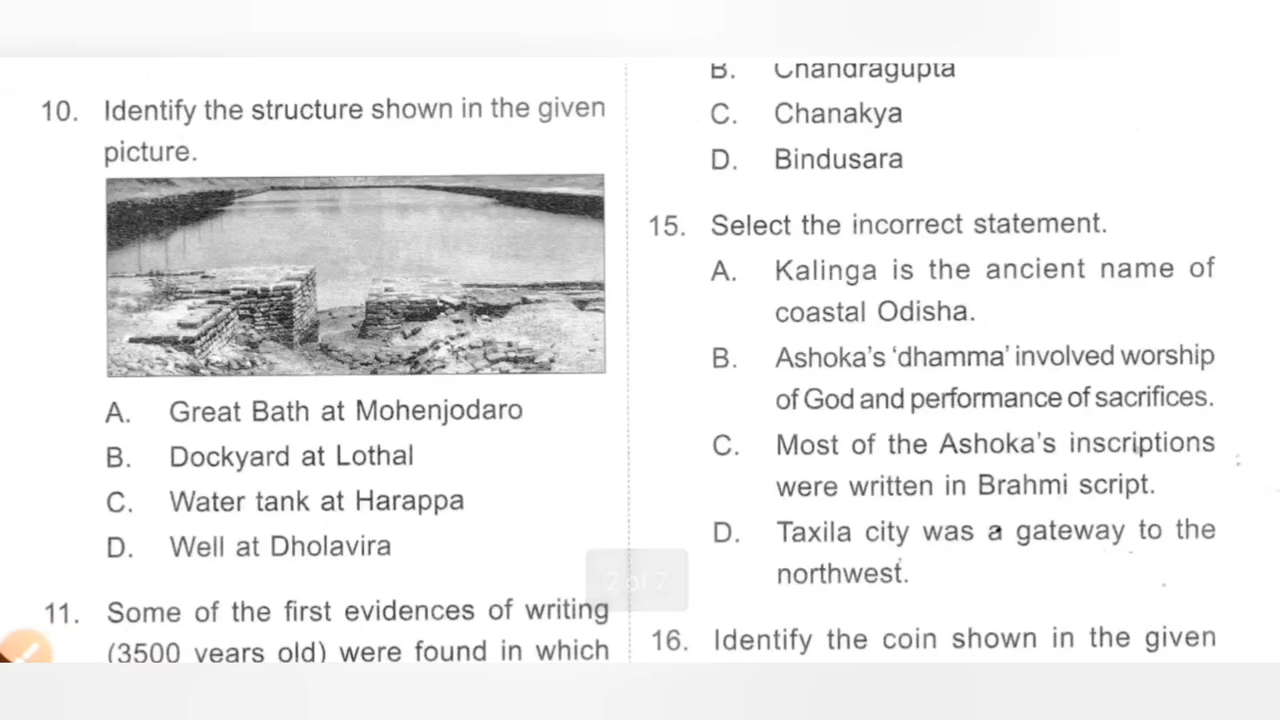 10. Identify the structure shown in the given
picture.
A. Great Bath at Mohenjodaro
B. Dockyard at Lothal
C. Water tank at Harappa
D. Well at Dholavira
11. Some of the first evidences of writing
(3500 years old) were found in which
B. Chandragupta
C. Chanakya
D. Bindusara
15. Select the incorrect statement.
A. Kalinga is the ancient name of
coastal Odisha.
B. Ashoka's 'dhamma' involved worship
of God and performance of sacrifices.
C. Most of the Ashoka's inscriptions
were written in Brahmi script.
D. Taxila city was a gateway to the
northwest.
16. Identify the coin shown in the given
2 of 7